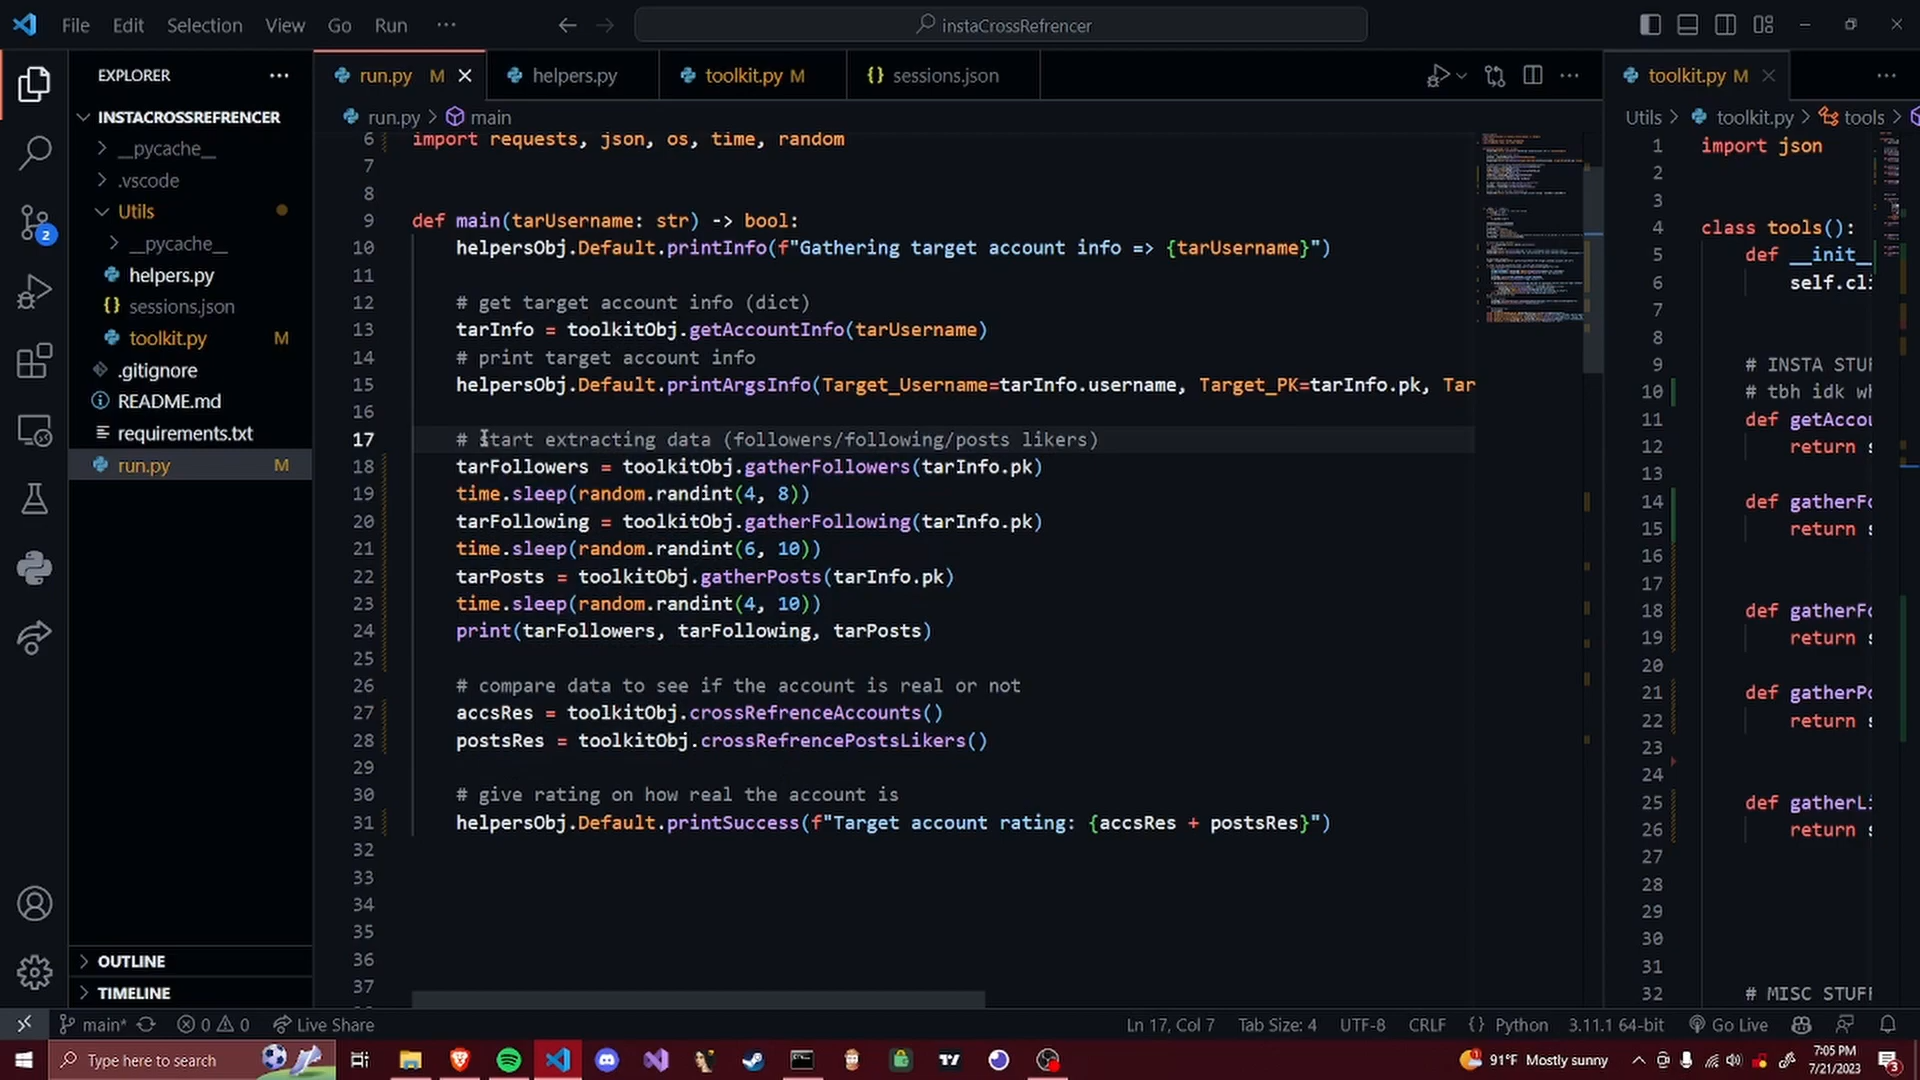 File Edit Selection View Go Run ··· instaCrossRefrencer
EXPLORER ···
run.py M
helpers.py
toolkit.py M
{} sessions.json
toolkit.py M
INSTACROSSREFRENCER
__pycache__
.vscode
Utils
__pycache__
helpers.py
{} sessions.json
toolkit.py M
.gitignore
README.md
requirements.txt
run.py M
OUTLINE
TIMELINE
run.py > main
6 import requests, json, os, time, random
7
8
9 def main(tarUsername: str) -> bool:
10 helpersObj.Default.printInfo(f"Gathering target account info => {tarUsername}")
11
12 # get target account info (dict)
13 tarInfo = toolkitObj.getAccountInfo(tarUsername)
14 # print target account info
15 helpersObj.Default.printArgsInfo(Target_Username=tarInfo.username, Target_PK=tarInfo.pk, Tar
16
17 # start extracting data (followers/following/posts likers)
18 tarFollowers = toolkitObj.gatherFollowers(tarInfo.pk)
19 time.sleep(random.randint(4, 8))
20 tarFollowing = toolkitObj.gatherFollowing(tarInfo.pk)
21 time.sleep(random.randint(6, 10))
22 tarPosts = toolkitObj.gatherPosts(tarInfo.pk)
23 time.sleep(random.randint(4, 10))
24 print(tarFollowers, tarFollowing, tarPosts)
25
26 # compare data to see if the account is real or not
27 accsRes = toolkitObj.crossRefrenceAccounts()
28 postsRes = toolkitObj.crossRefrencePostsLikers()
29
30 # give rating on how real the account is
31 helpersObj.Default.printSuccess(f"Target account rating: {accsRes + postsRes}")
32
33
34
35
36
37
Utils > toolkit.py > tools >
1 import json
2
3
4 class tools():
5 def __init__
6 self.cli
7
8
9 # INSTA STUF
10 # tbh idk wh
11 def getAccou
12 return s
13
14 def gatherFo
15 return s
16
17
18 def gatherFo
19 return s
20
21 def gatherPo
22 return s
23
24
25 def gatherLi
26 return s
27
28
29
30
31
32 # MISC STUFF
2
main* 0 0 Live Share
Ln 17, Col 7 Tab Size: 4 UTF-8 CRLF {} Python 3.11.1 64-bit Go Live
Type here to search
91°F Mostly sunny
7:05 PM
7/21/2023
3